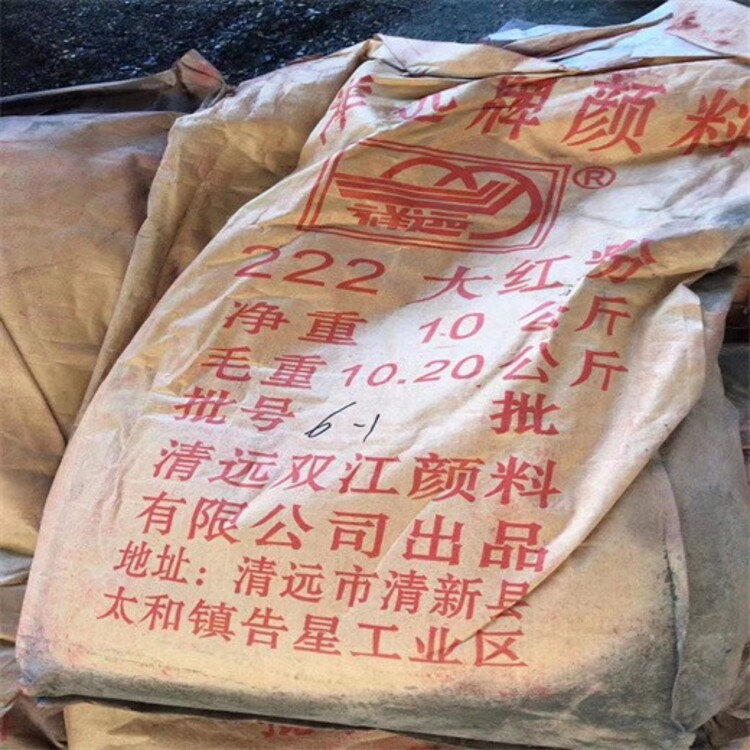 祥远牌颜料
祥远
®
222 大红粉
净重 10 公斤
毛重 10.20 公斤
批号 6-1 批
清远双江颜料
有限公司出品
地址：清远市清新县
太和镇告星工业区